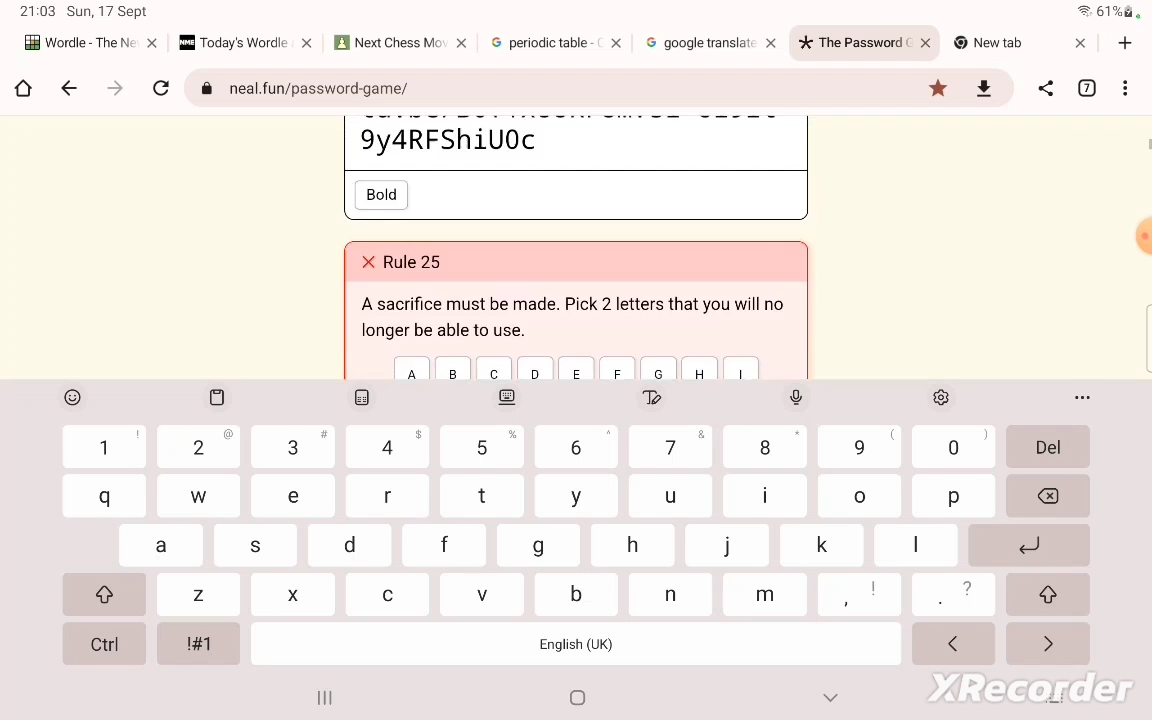 21:03 Sun, 17 Sept 61%
Wordle - The Ne NME Today's Wordle Next Chess Mov periodic table - G google translate The Password G New tab
neal.fun/password-game/ 7
9y4RFShiU0c
Bold
Rule 25
A sacrifice must be made. Pick 2 letters that you will no
longer be able to use.
A B C D E F G H I
1 ! 2 @ 3 # 4 $ 5 % 6 ^ 7 & 8 * 9 ( 0 ) Del
q w e r t y u i o p
a s d f g h j k l
z x c v b n m , ! . ?
Ctrl !#1 English (UK) < >
XRecorder